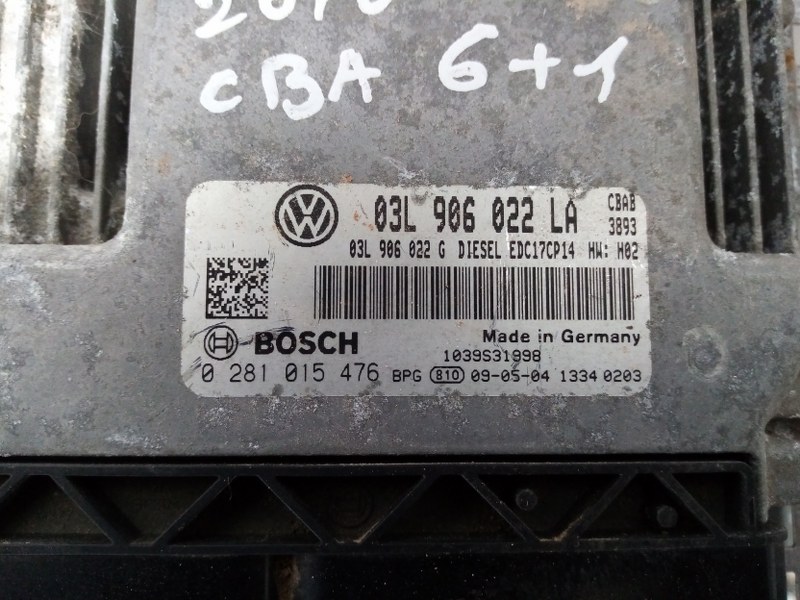 2010
CBA 6+1
03L 906 022 LA CBAB
3893
03L 906 022 G DIESEL EDC17CP14 HW: H02
BOSCH Made in Germany
1039S31998
0 281 015 476 BPG 810 09-05-04 1334 0203